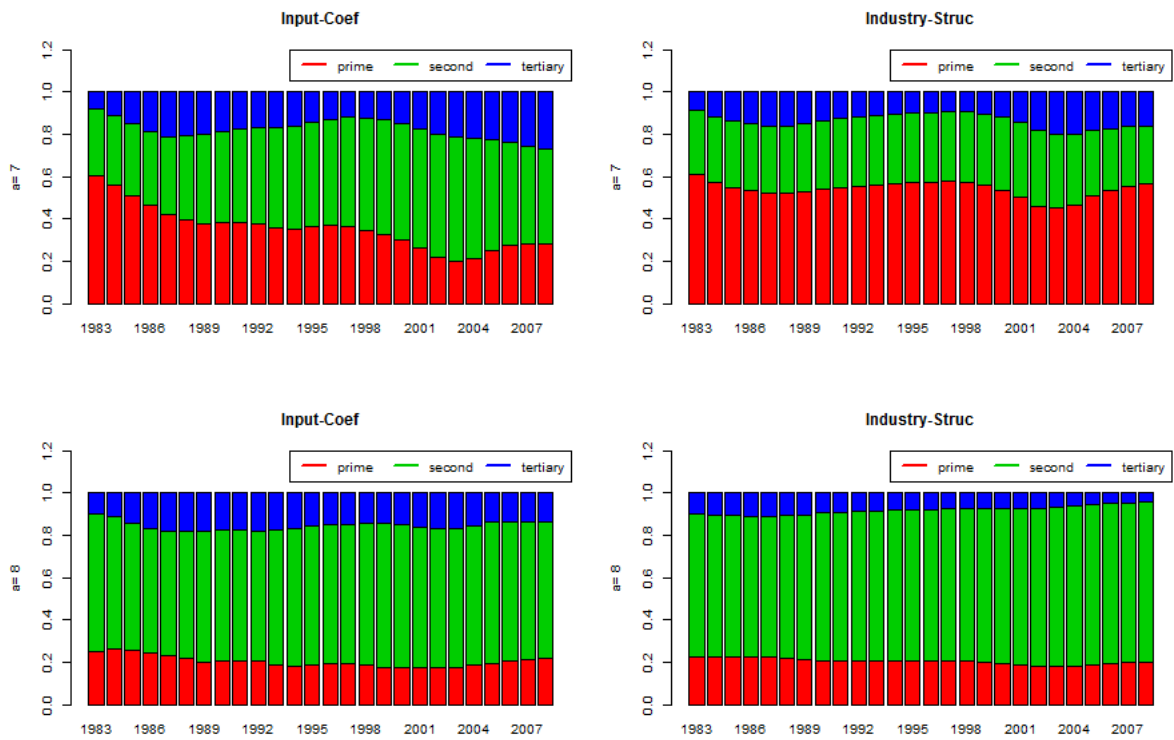 Input-Coef
prime second tertiary
a= 7
0.0 0.2 0.4 0.6 0.8 1.0 1.2
1983 1986 1989 1992 1995 1998 2001 2004 2007
Industry-Struc
prime second tertiary
a= 7
0.0 0.2 0.4 0.6 0.8 1.0 1.2
1983 1986 1989 1992 1995 1998 2001 2004 2007
Input-Coef
prime second tertiary
a= 8
0.0 0.2 0.4 0.6 0.8 1.0 1.2
1983 1986 1989 1992 1995 1998 2001 2004 2007
Industry-Struc
prime second tertiary
a= 8
0.0 0.2 0.4 0.6 0.8 1.0 1.2
1983 1986 1989 1992 1995 1998 2001 2004 2007